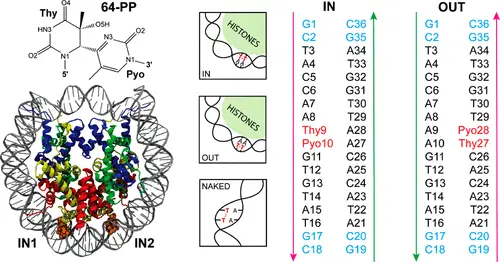 64-PP
Thy
O4
O5H
HN3
O2
N1
5'
N3
O2
N1
3'
Pyo
IN1
IN2
HISTONES
T T
A A
IN
HISTONES
OUT
NAKED
T A
T A
IN
G1 C36
C2 G35
T3 A34
A4 T33
C5 G32
C6 G31
A7 T30
A8 T29
Thy9 A28
Pyo10 A27
G11 C26
T12 A25
G13 C24
T14 A23
A15 T22
T16 A21
G17 C20
C18 G19
OUT
G1 C36
C2 G35
T3 A34
A4 T33
C5 G32
C6 G31
A7 T30
A8 T29
A9 Pyo28
A10 Thy27
G11 C26
T12 A25
G13 C24
T14 A23
A15 T22
T16 A21
G17 C20
C18 G19